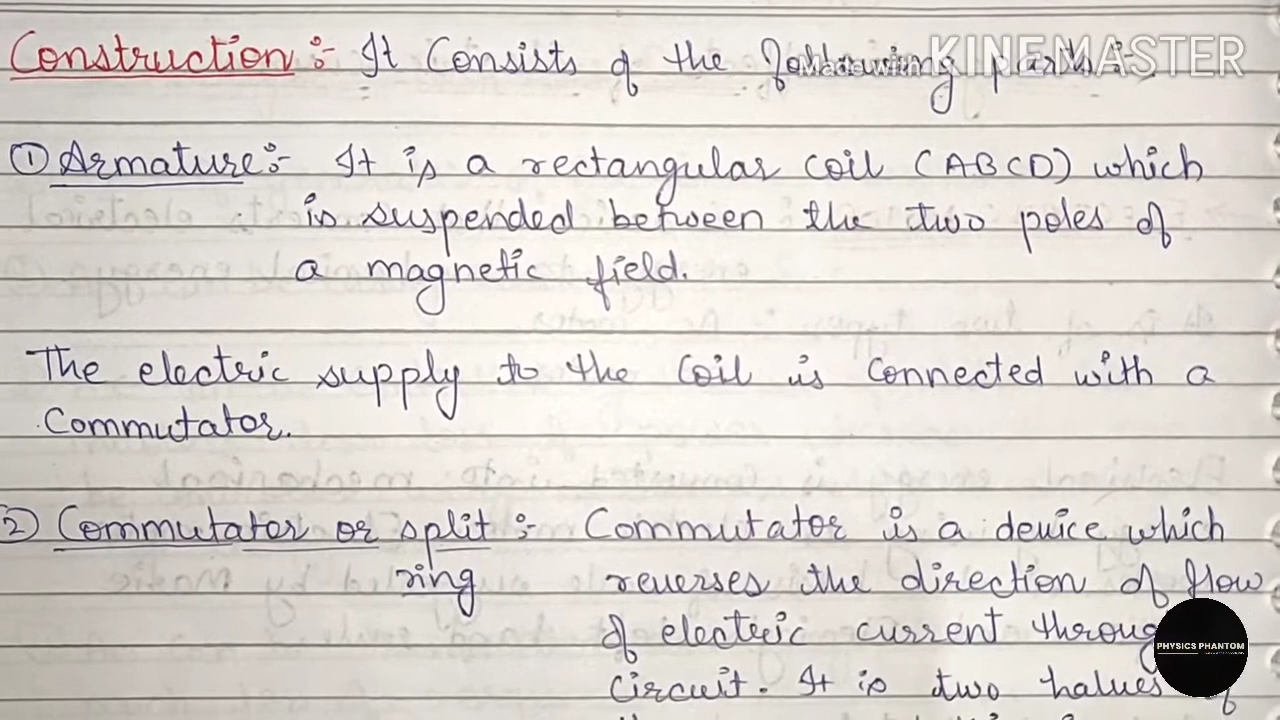 Construction :- It Consists of the following parts :-
Made with KINEMASTER
① Armature :- It is a rectangular coil (ABCD) which
is suspended between the two poles of
a magnetic field.
The electric supply to the coil is connected with a
Commutator.
② Commutator or split :- Commutator is a device which
ring reverses the direction of flow
of electric current through
circuit. It is two halves of
PHYSICS PHANTOM